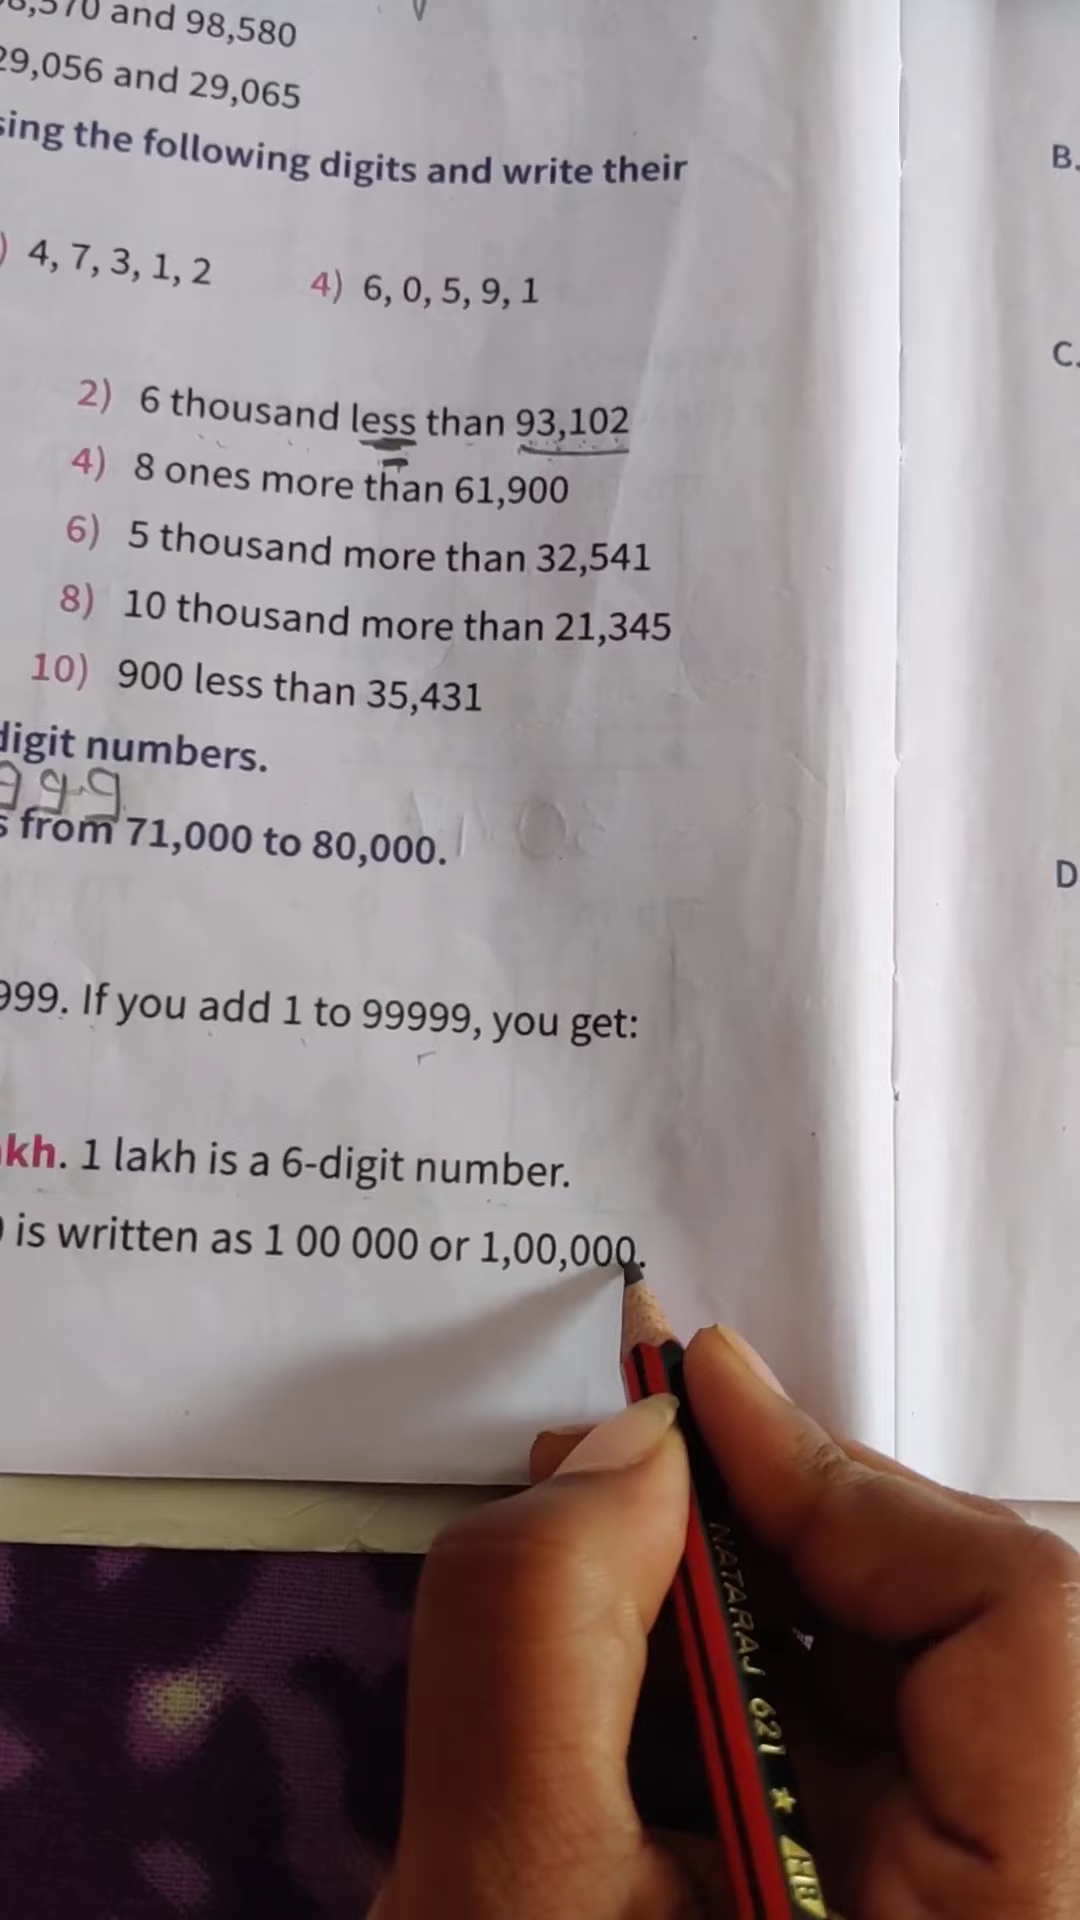 and 98,580
29,056 and 29,065
the following digits and write their
4, 7, 3, 1, 2 4) 6, 0, 5, 9, 1
2) 6 thousand less than 93,102
4) 8 ones more than 61,900
6) 5 thousand more than 32,541
8) 10 thousand more than 21,345
10) 900 less than 35,431
digit numbers.
999
from 71,000 to 80,000.
999. If you add 1 to 99999, you get:
kh. 1 lakh is a 6-digit number.
is written as 1 00 000 or 1,00,000.
B.
C.
D
NATARAJ 621 ★ HB